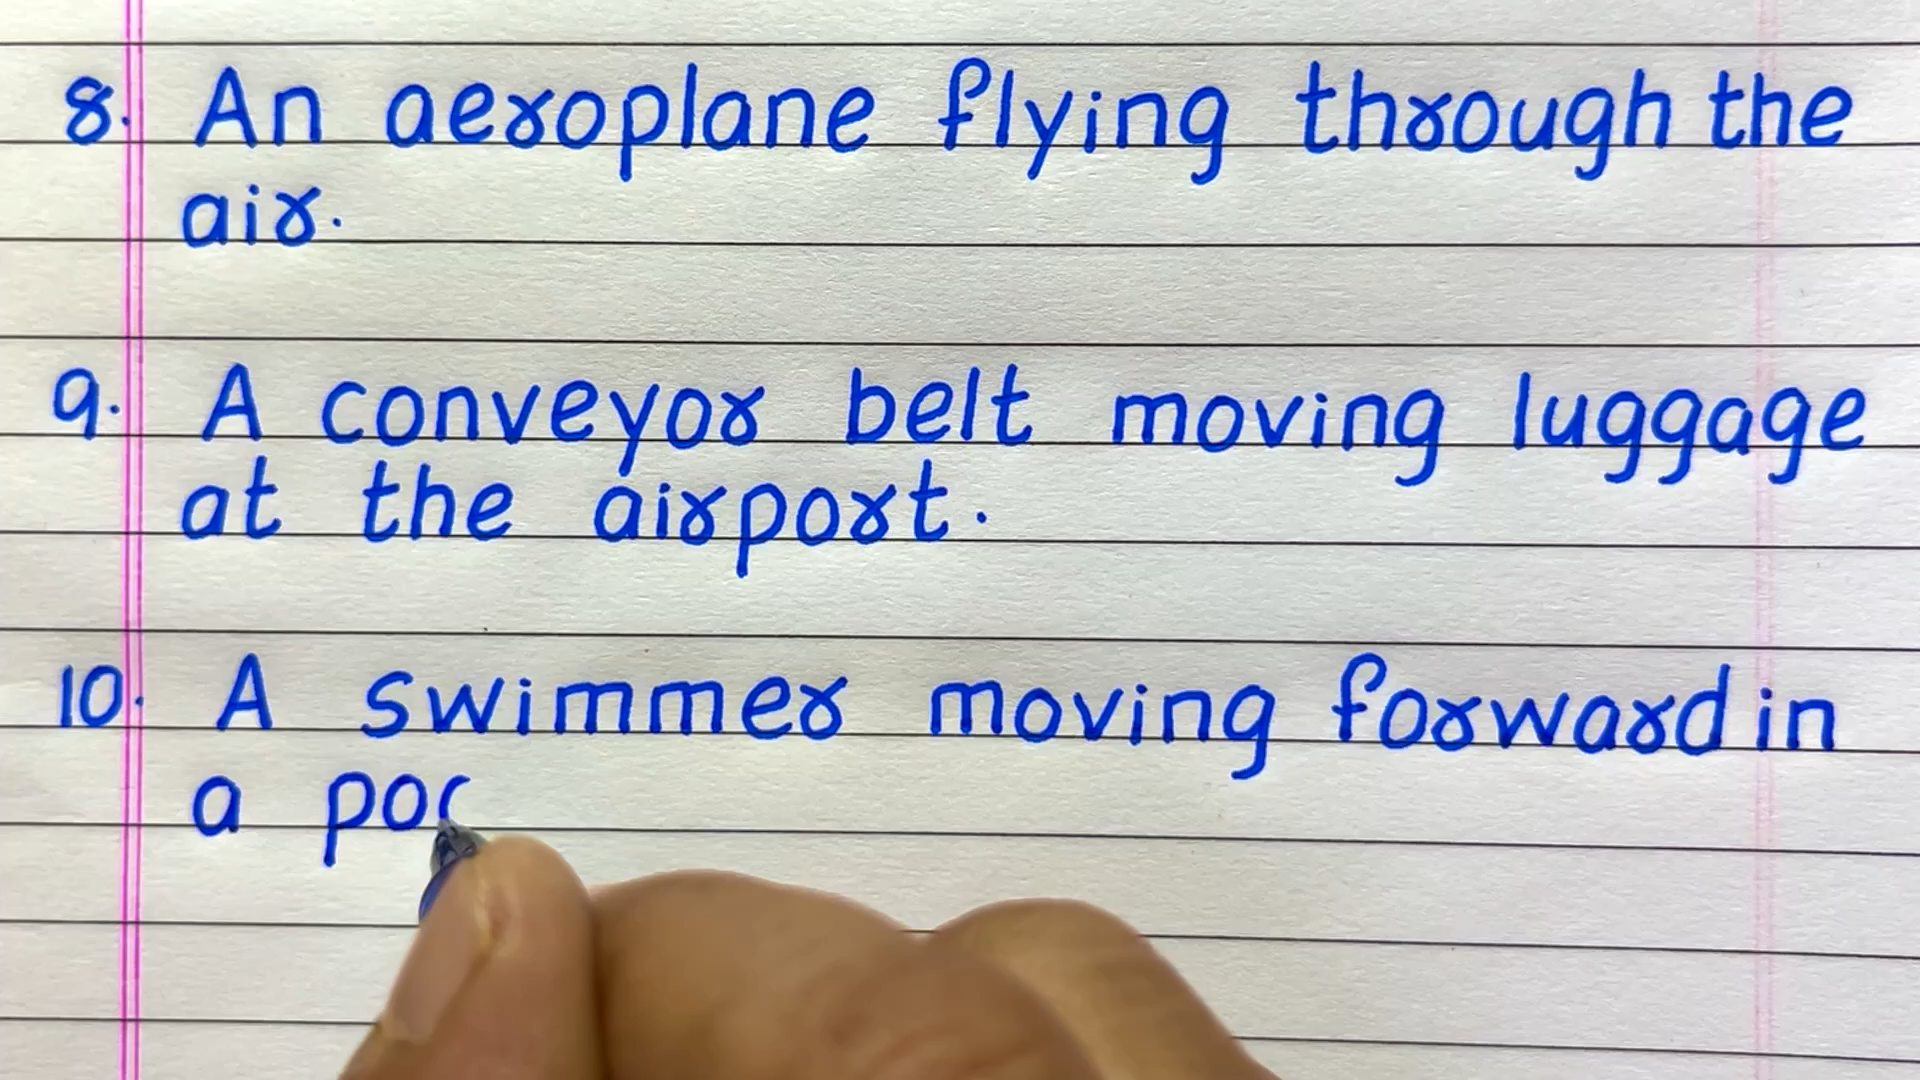 8. An aeroplane flying through the
air.
9. A conveyor belt moving luggage
at the airport.
10. A swimmer moving forward in
a